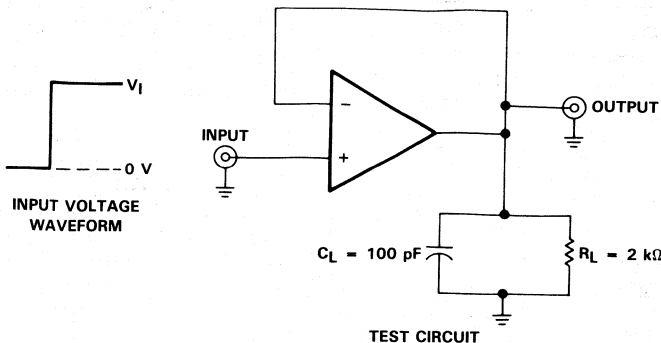 V_I
0 V
INPUT VOLTAGE
WAVEFORM
INPUT
−
+
OUTPUT
C_L = 100 pF
R_L = 2 kΩ
TEST CIRCUIT